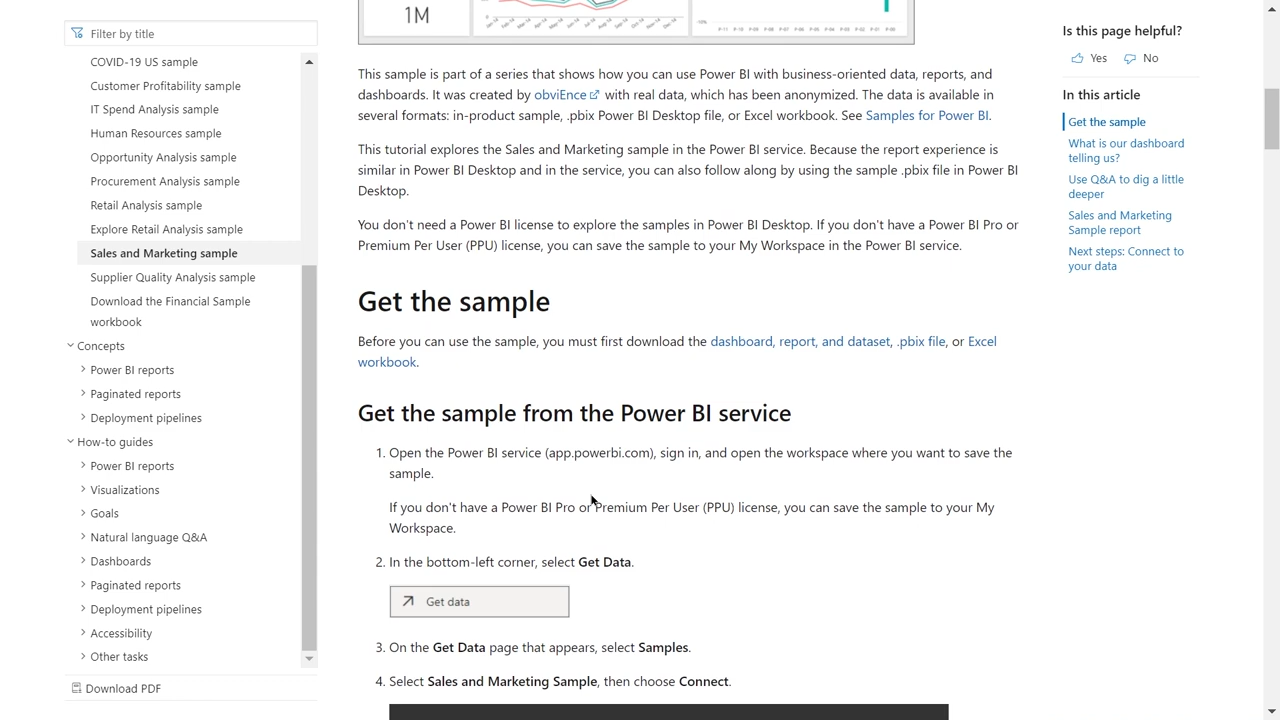 Filter by title
COVID-19 US sample
Customer Profitability sample
IT Spend Analysis sample
Human Resources sample
Opportunity Analysis sample
Procurement Analysis sample
Retail Analysis sample
Explore Retail Analysis sample
Sales and Marketing sample
Supplier Quality Analysis sample
Download the Financial Sample
workbook
Concepts
Power BI reports
Paginated reports
Deployment pipelines
How-to guides
Power BI reports
Visualizations
Goals
Natural language Q&A
Dashboards
Paginated reports
Deployment pipelines
Accessibility
Other tasks
Download PDF
1M
This sample is part of a series that shows how you can use Power BI with business-oriented data, reports, and
dashboards. It was created by obviEnce with real data, which has been anonymized. The data is available in
several formats: in-product sample, .pbix Power BI Desktop file, or Excel workbook. See Samples for Power BI.
This tutorial explores the Sales and Marketing sample in the Power BI service. Because the report experience is
similar in Power BI Desktop and in the service, you can also follow along by using the sample .pbix file in Power BI
Desktop.
You don't need a Power BI license to explore the samples in Power BI Desktop. If you don't have a Power BI Pro or
Premium Per User (PPU) license, you can save the sample to your My Workspace in the Power BI service.
Get the sample
Before you can use the sample, you must first download the dashboard, report, and dataset, .pbix file, or Excel
workbook.
Get the sample from the Power BI service
1. Open the Power BI service (app.powerbi.com), sign in, and open the workspace where you want to save the
sample.
If you don't have a Power BI Pro or Premium Per User (PPU) license, you can save the sample to your My
Workspace.
2. In the bottom-left corner, select Get Data.
Get data
3. On the Get Data page that appears, select Samples.
4. Select Sales and Marketing Sample, then choose Connect.
Is this page helpful?
Yes No
In this article
Get the sample
What is our dashboard
telling us?
Use Q&A to dig a little
deeper
Sales and Marketing
Sample report
Next steps: Connect to
your data